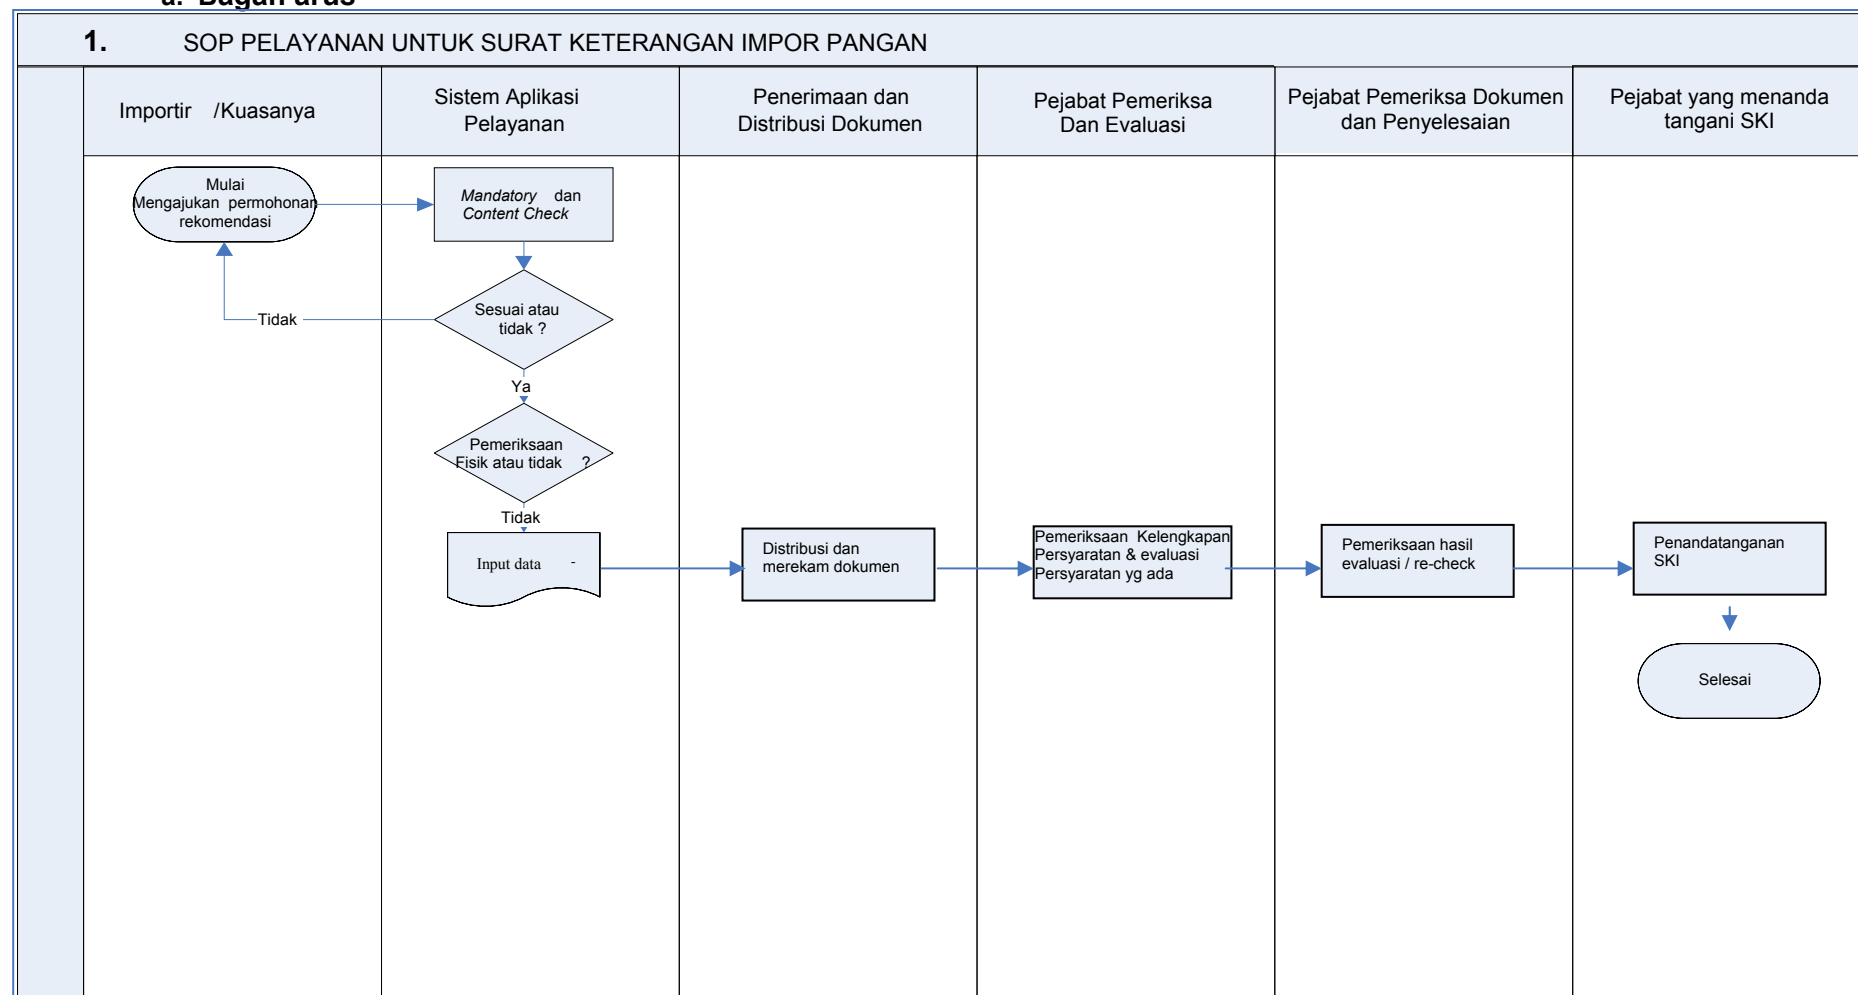 a. Bagan arus
1. SOP PELAYANAN UNTUK SURAT KETERANGAN IMPOR PANGAN
Importir /Kuasanya
Sistem Aplikasi
Pelayanan
Penerimaan dan
Distribusi Dokumen
Pejabat Pemeriksa
Dan Evaluasi
Pejabat Pemeriksa Dokumen
dan Penyelesaian
Pejabat yang menanda
tangani SKI
Mulai
Mengajukan permohonan
rekomendasi
Mandatory dan
Content Check
Sesuai atau
tidak ?
Tidak
Ya
Pemeriksaan
Fisik atau tidak ?
Tidak
Input data -
Distribusi dan
merekam dokumen
Pemeriksaan Kelengkapan
Persyaratan & evaluasi
Persyaratan yg ada
Pemeriksaan hasil
evaluasi / re-check
Penandatanganan
SKI
Selesai